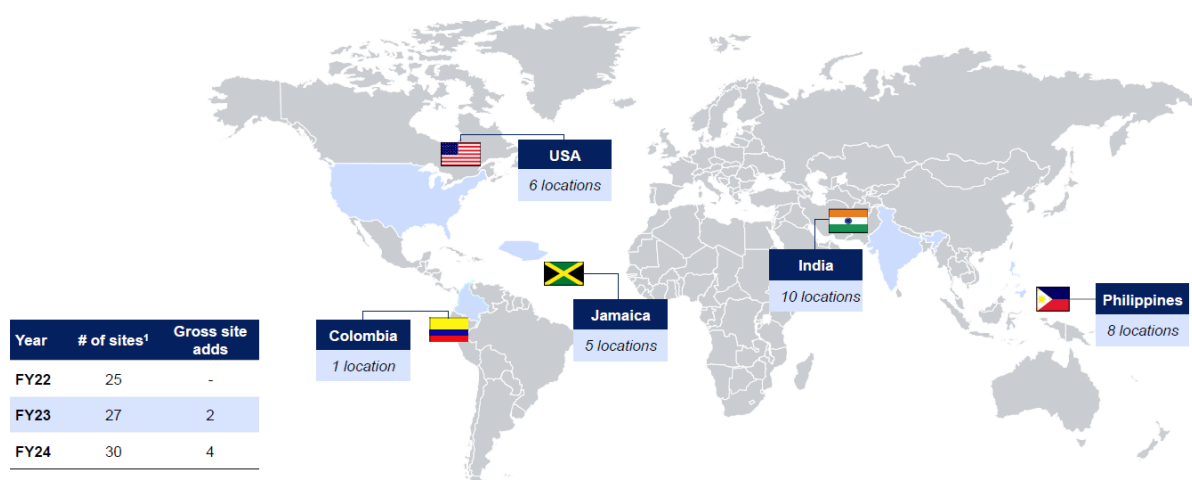 USA
6 locations
India
10 locations
Philippines
8 locations
Jamaica
5 locations
Colombia
1 location
Year # of sites¹ Gross site adds
FY22 25 -
FY23 27 2
FY24 30 4